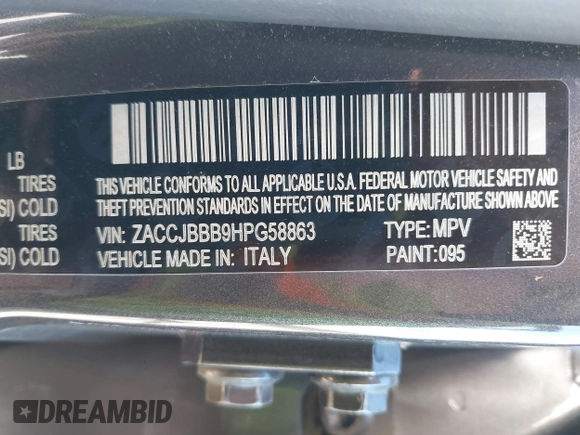 LB
TIRES
SI) COLD
TIRES
SI) COLD
THIS VEHICLE CONFORMS TO ALL APPLICABLE U.S.A. FEDERAL MOTOR VEHICLE SAFETY AND
THEFT PREVENTION STANDARDS IN EFFECT ON THE DATE OF MANUFACTURE SHOWN ABOVE
VIN: ZACCJBBB9HPG58863 TYPE: MPV
VEHICLE MADE IN: ITALY PAINT: 095
DREAMBID